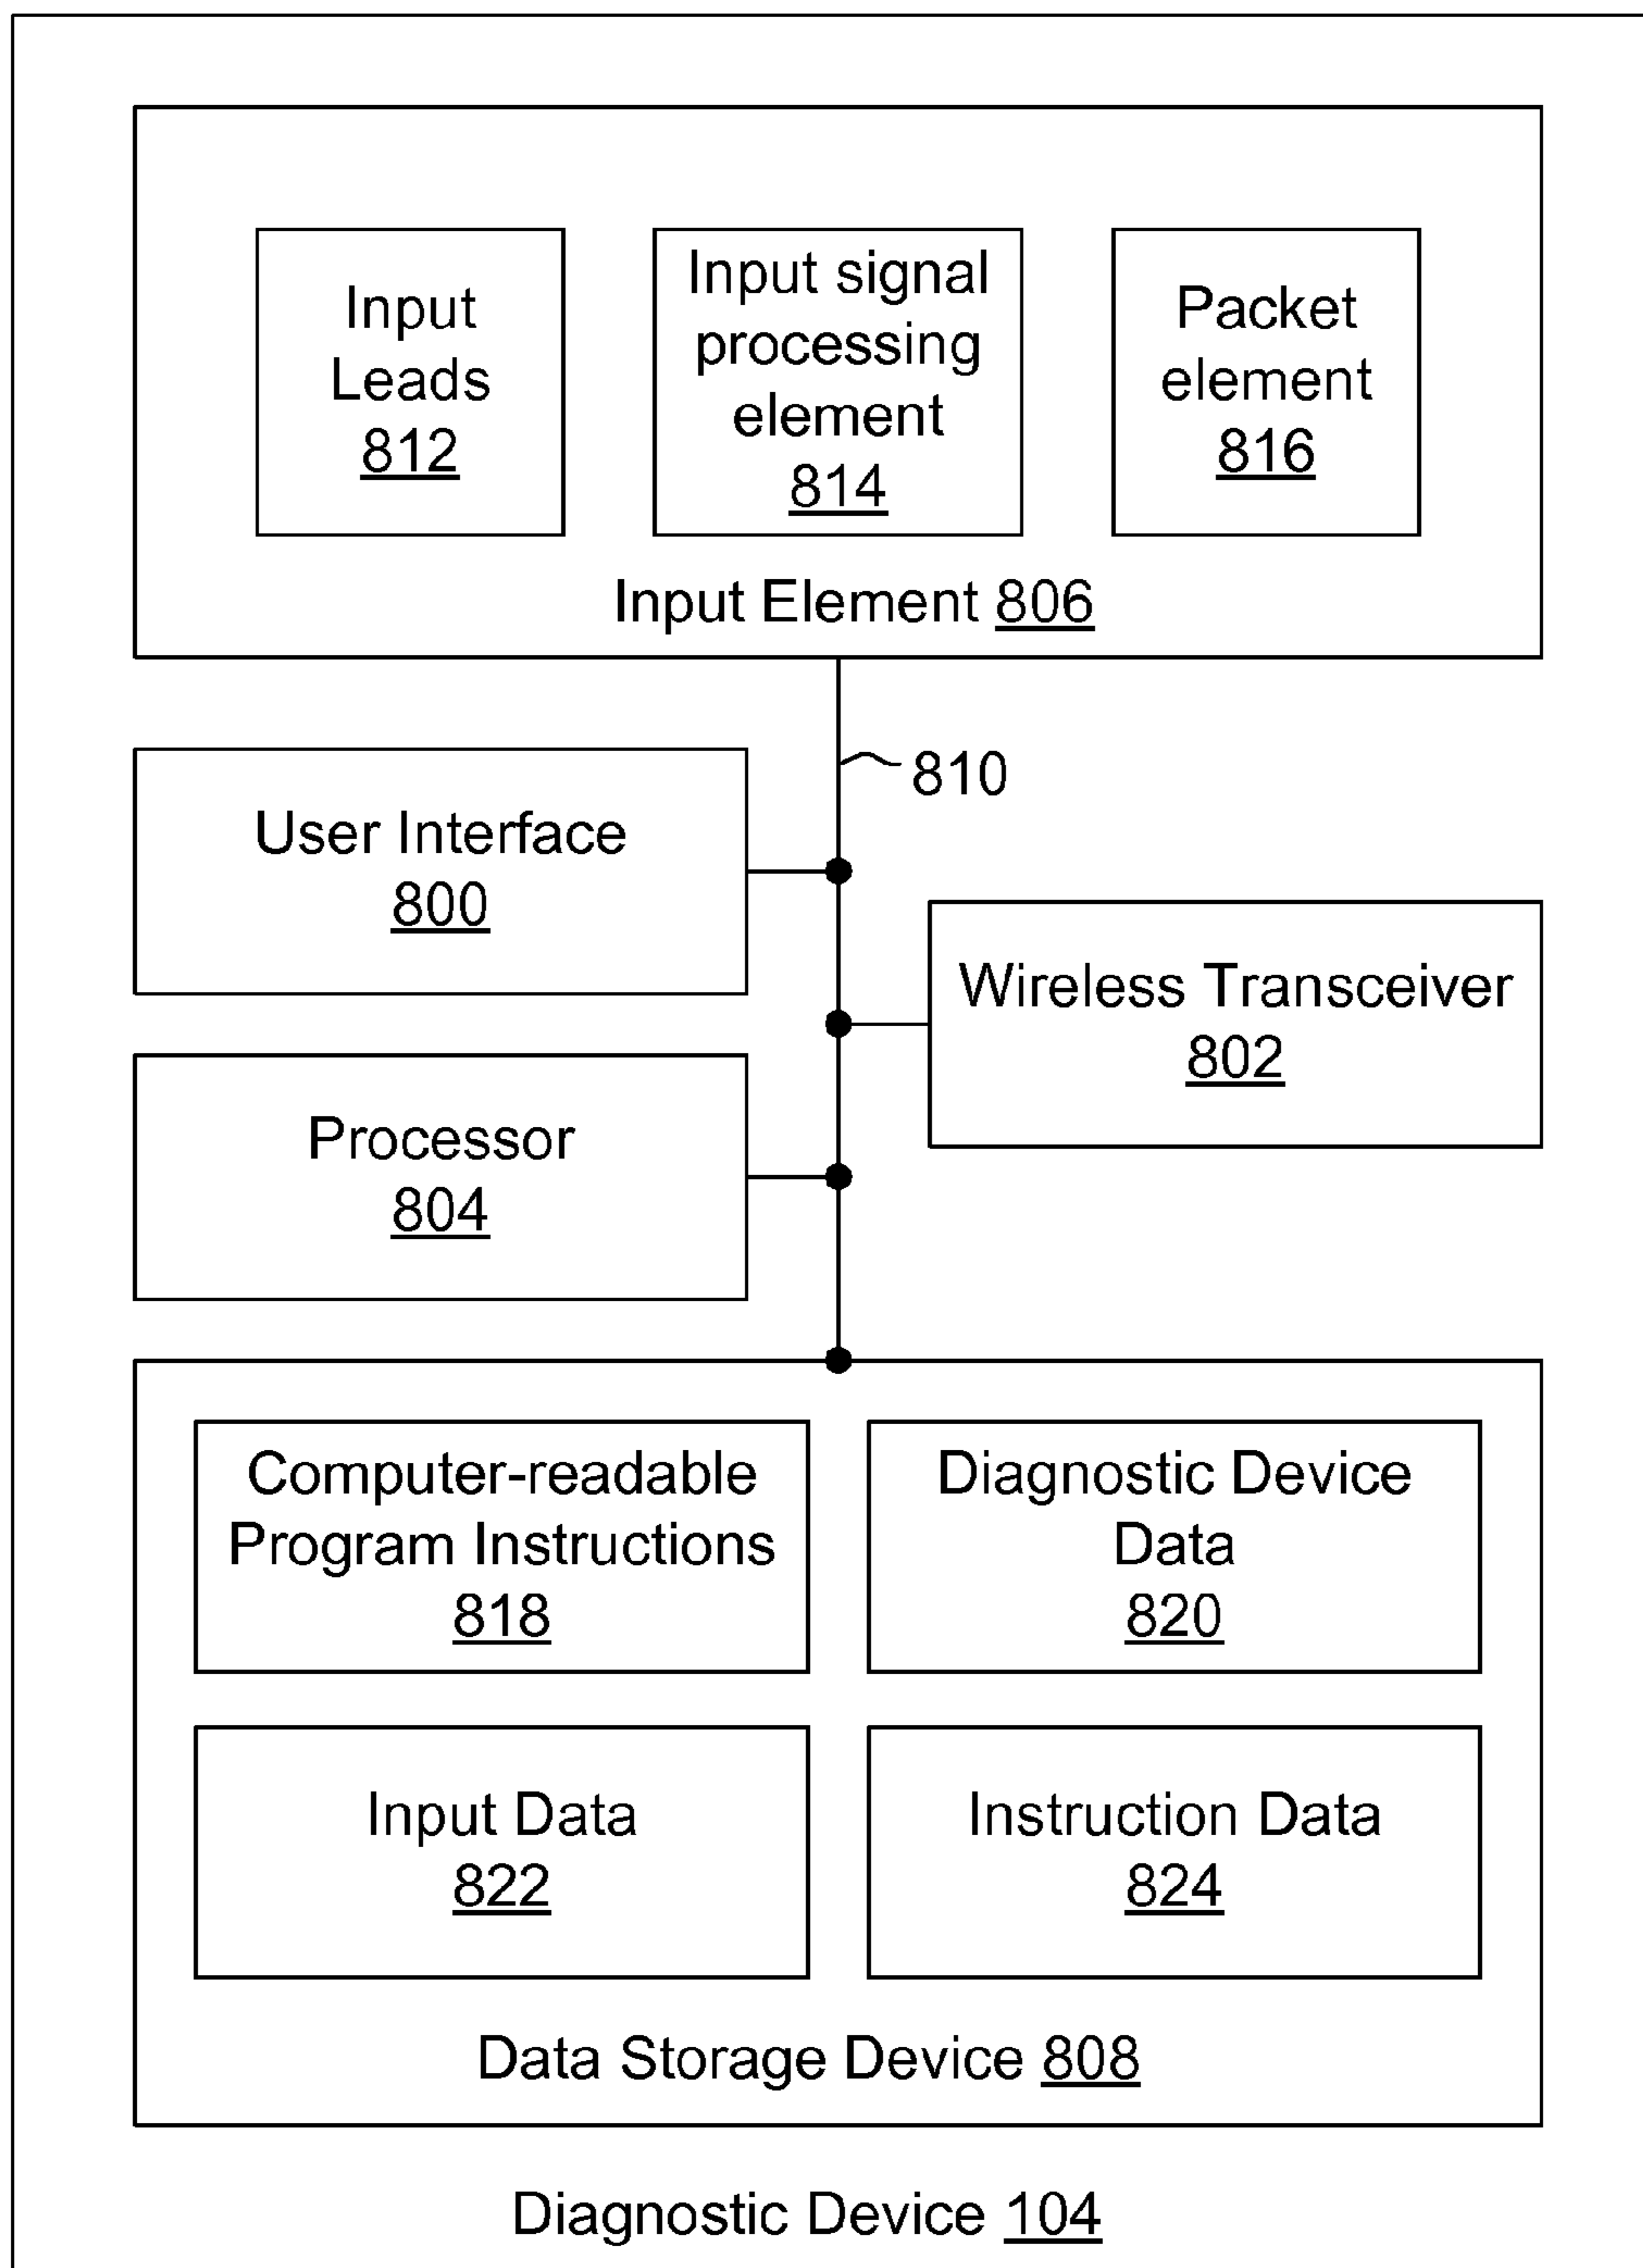 Input
Leads
812
Input signal
processing
element
814
Packet
element
816
Input Element 806
810
User Interface
800
Wireless Transceiver
802
Processor
804
Computer-readable
Program Instructions
818
Diagnostic Device
Data
820
Input Data
822
Instruction Data
824
Data Storage Device 808
Diagnostic Device 104